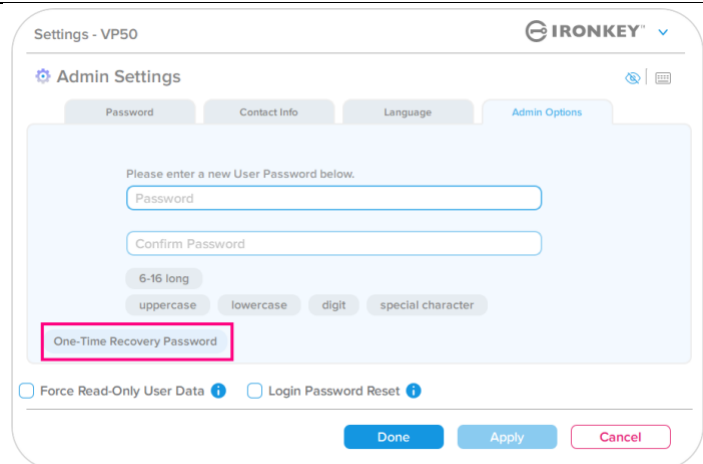 Settings - VP50
IRONKEY™
Admin Settings
Password
Contact Info
Language
Admin Options
Please enter a new User Password below.
Password
Confirm Password
6-16 long
uppercase lowercase digit special character
One-Time Recovery Password
Force Read-Only User Data Login Password Reset
Done Apply Cancel